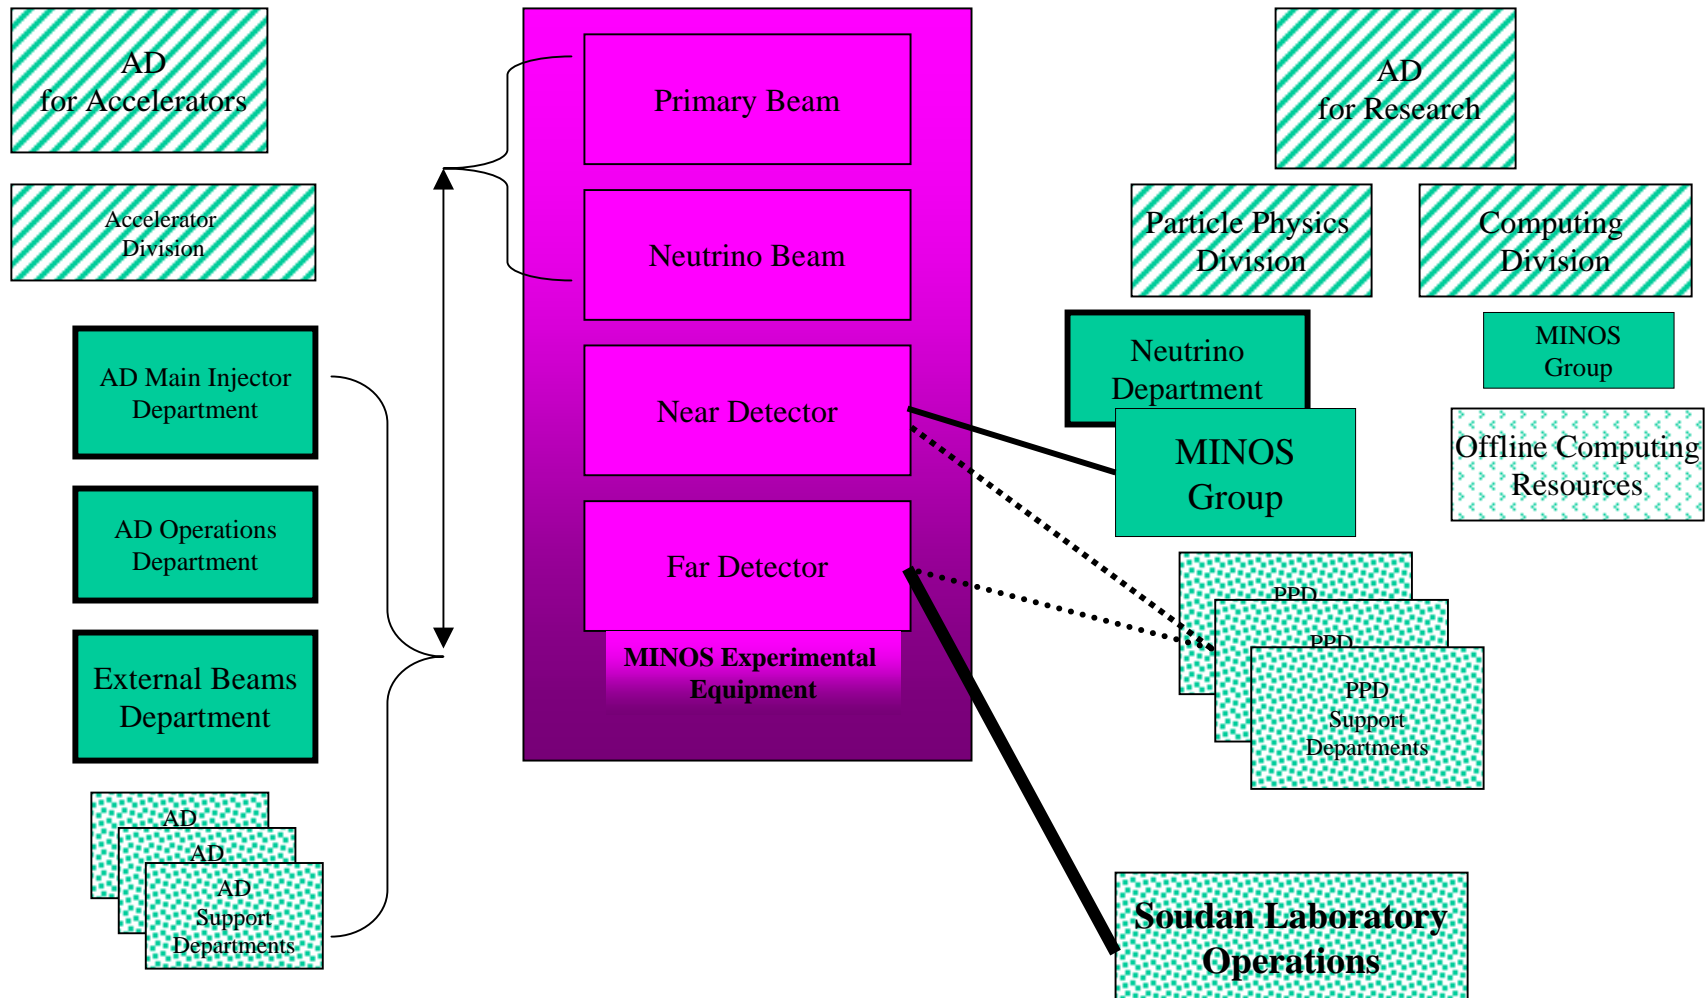 AD
for Accelerators
Accelerator
Division
AD Main Injector
Department
AD Operations
Department
External Beams
Department
AD
AD
AD
Support
Departments
Primary Beam
Neutrino Beam
Near Detector
Far Detector
MINOS Experimental
Equipment
AD
for Research
Particle Physics
Division
Computing
Division
Neutrino
Department
MINOS
Group
MINOS
Group
Offline Computing
Resources
PPD
PPD
PPD
Support
Departments
Soudan Laboratory
Operations